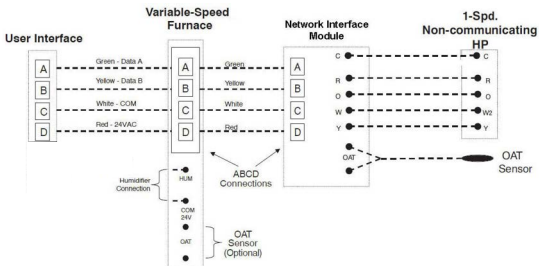 User Interface
Variable-Speed
Furnace
Network Interface
Module
1-Spd.
Non-communicating
HP
A
Green - Data A
A
Green
A
B
Yellow - Data B
B
Yellow
B
C
White - COM
C
White
C
D
Red - 24VAC
D
Red
D
C
C
R
R
O
O
W
W2
Y
Y
OAT
OAT
Sensor
Humidifier
Connection
HUM
COM
24V
ABCD
Connections
OAT
OAT
Sensor
(Optional)